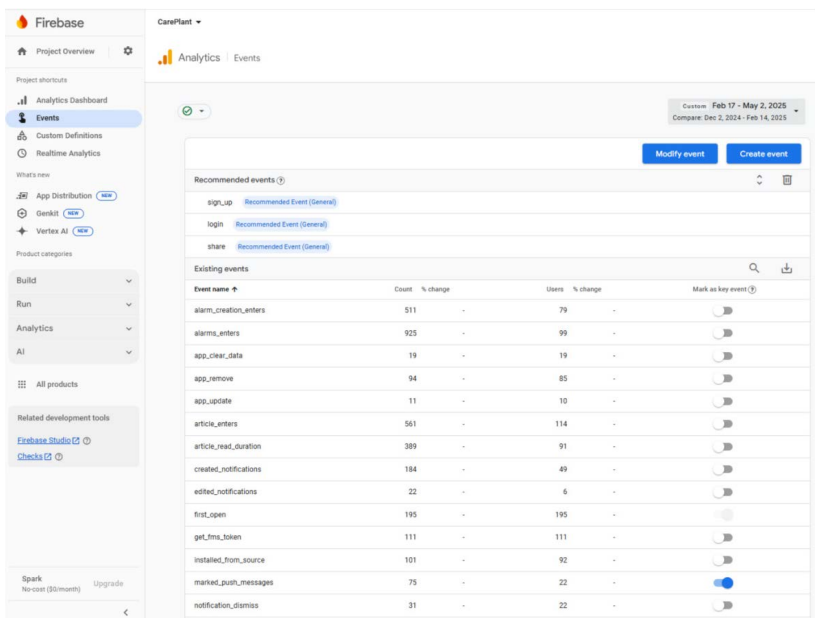 Firebase
CarePlant
Project Overview
Analytics Events
Project shortcuts
Analytics Dashboard
Events
Custom Definitions
Realtime Analytics
What's new
App Distribution NEW
Genkit NEW
Vertex AI NEW
Product categories
Build
Run
Analytics
AI
All products
Related development tools
Firebase Studio
Checks
Spark
No-cost ($0/month)
Upgrade
Custom Feb 17 - May 2, 2025
Compare: Dec 2, 2024 - Feb 14, 2025
Modify event Create event
Recommended events
sign_up Recommended Event (General)
login Recommended Event (General)
share Recommended Event (General)
Existing events
Event name Count % change Users % change Mark as key event
alarm_creation_enters 511 - 79 -
alarms_enters 925 - 99 -
app_clear_data 19 - 19 -
app_remove 94 - 85 -
app_update 11 - 10 -
article_enters 561 - 114 -
article_read_duration 389 - 91 -
created_notifications 184 - 49 -
edited_notifications 22 - 6 -
first_open 195 - 195 -
get_fms_token 111 - 111 -
installed_from_source 101 - 92 -
marked_push_messages 75 - 22 -
notification_dismiss 31 - 22 -